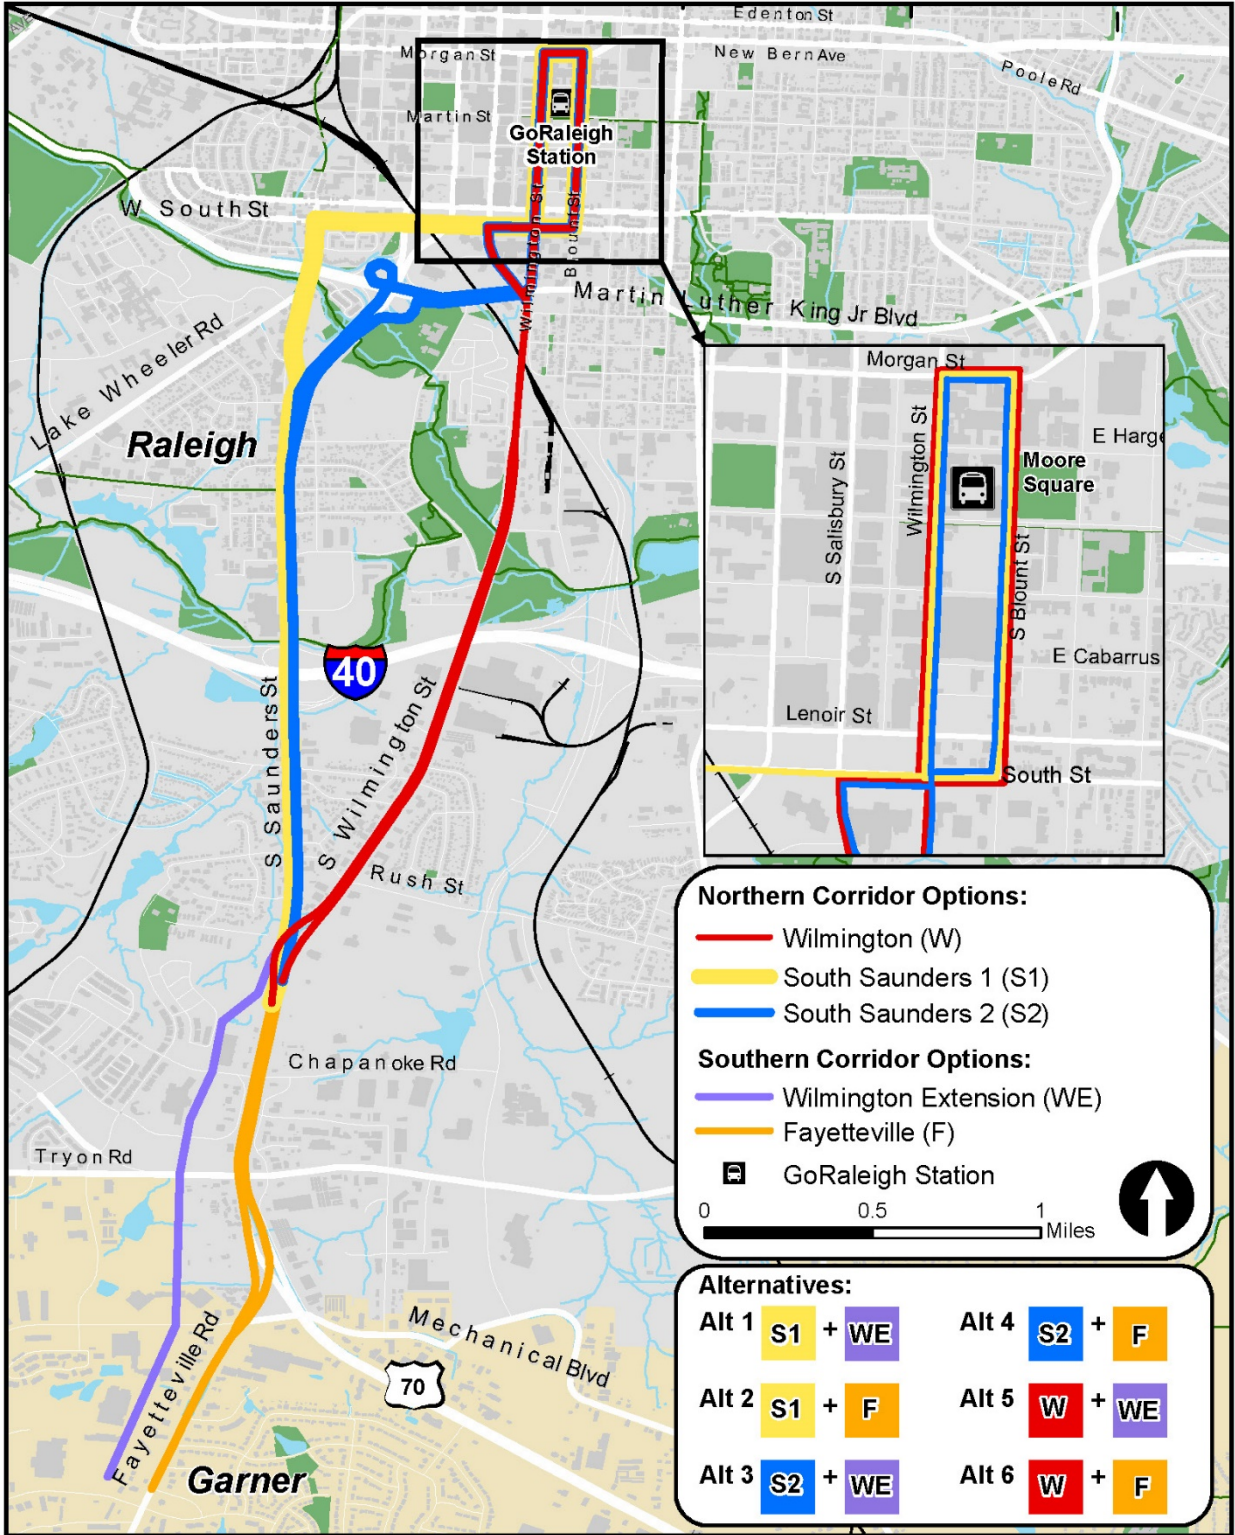 Edenton St
Morgan St
New Bern Ave
Poole Rd
Martin St
GoRaleigh
Station
W South St
Wilmington St
Blount St
Martin Luther King Jr Blvd
Lake Wheeler Rd
Raleigh
Morgan St
Wilmington St
E Harge
Moore
Square
S Salisbury St
S Blount St
E Cabarrus
Lenoir St
South St
40
S Saunders St
S Wilmington St
Rush St
Chapanoke Rd
Tryon Rd
Mechanical Blvd
Fayetteville Rd
70
Garner
Northern Corridor Options:
Wilmington (W)
South Saunders 1 (S1)
South Saunders 2 (S2)
Southern Corridor Options:
Wilmington Extension (WE)
Fayetteville (F)
GoRaleigh Station
0 0.5 1
Miles
Alternatives:
Alt 1 S1 + WE
Alt 2 S1 + F
Alt 3 S2 + WE
Alt 4 S2 + F
Alt 5 W + WE
Alt 6 W + F